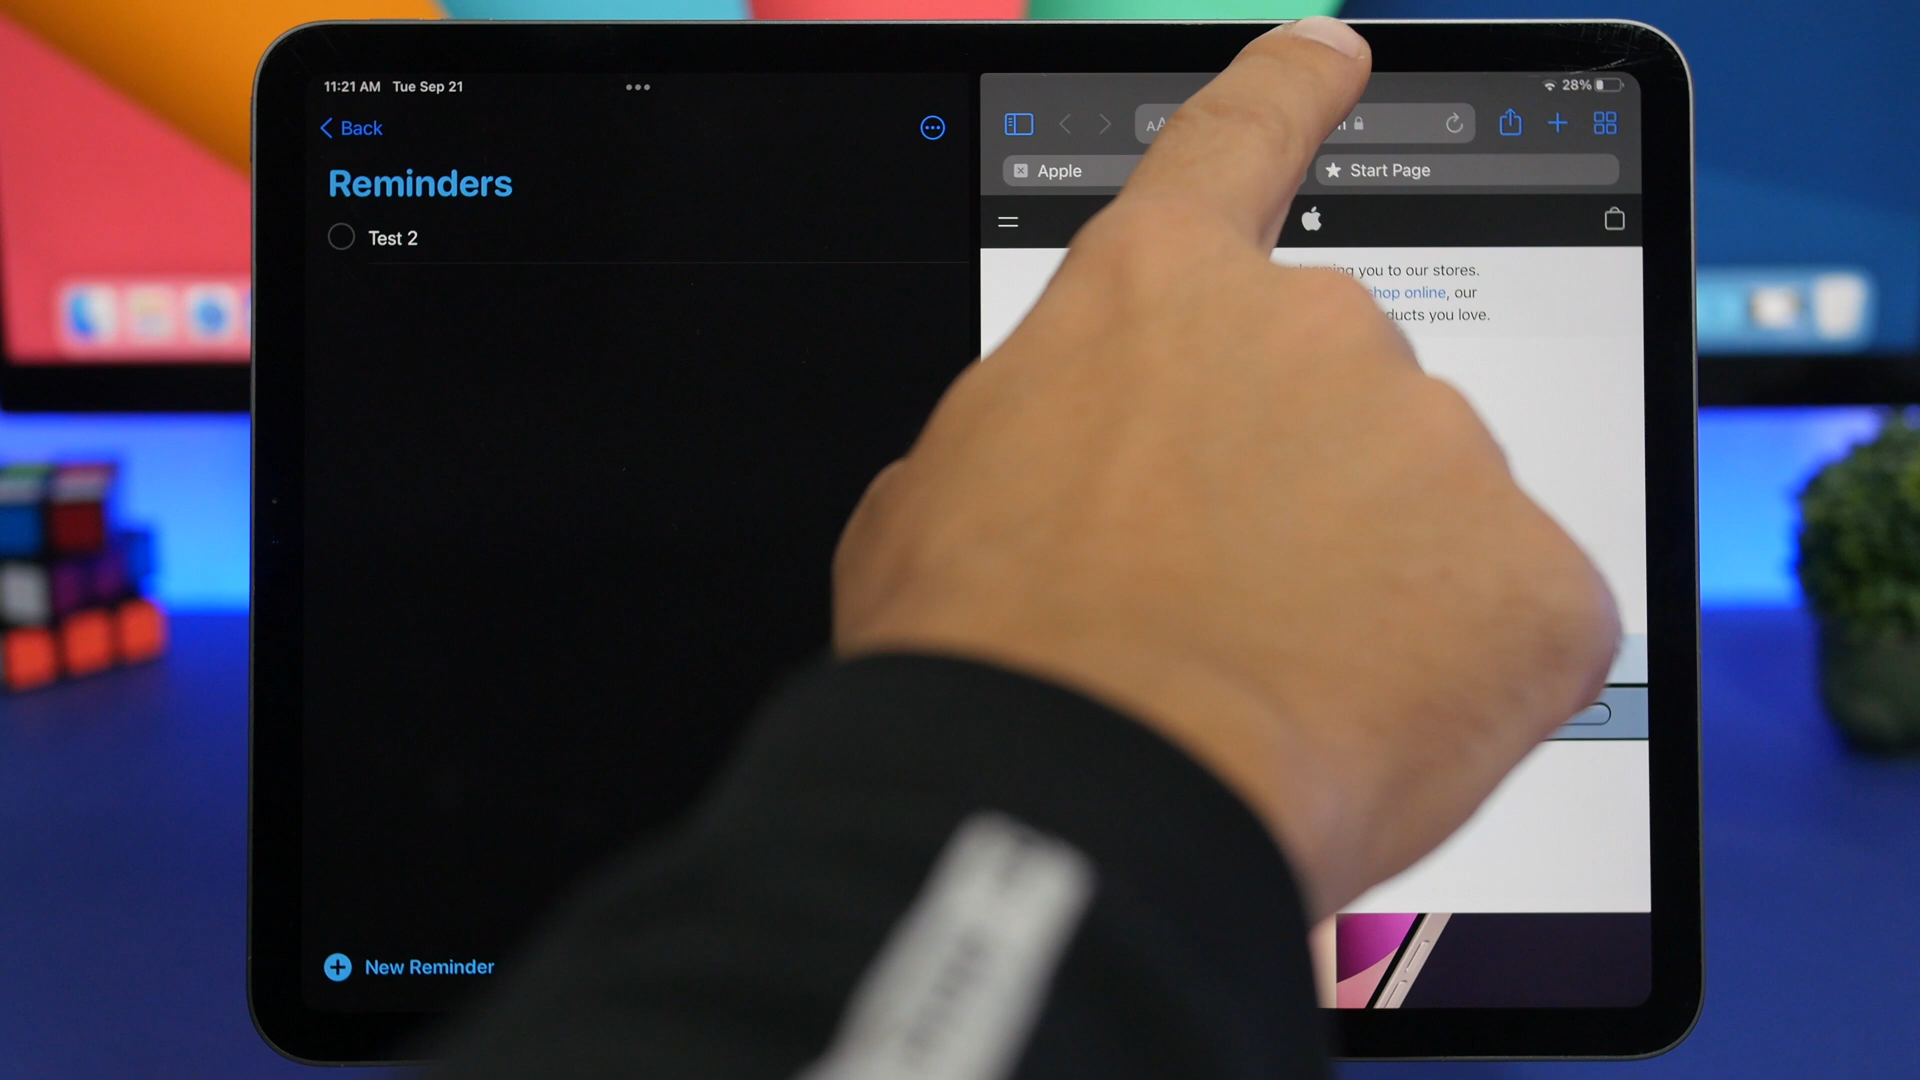 11:21 AM Tue Sep 21
Back
Reminders
Test 2
New Reminder
28%
AA
Apple
Start Page
you to our stores.
shop online, our
you love.